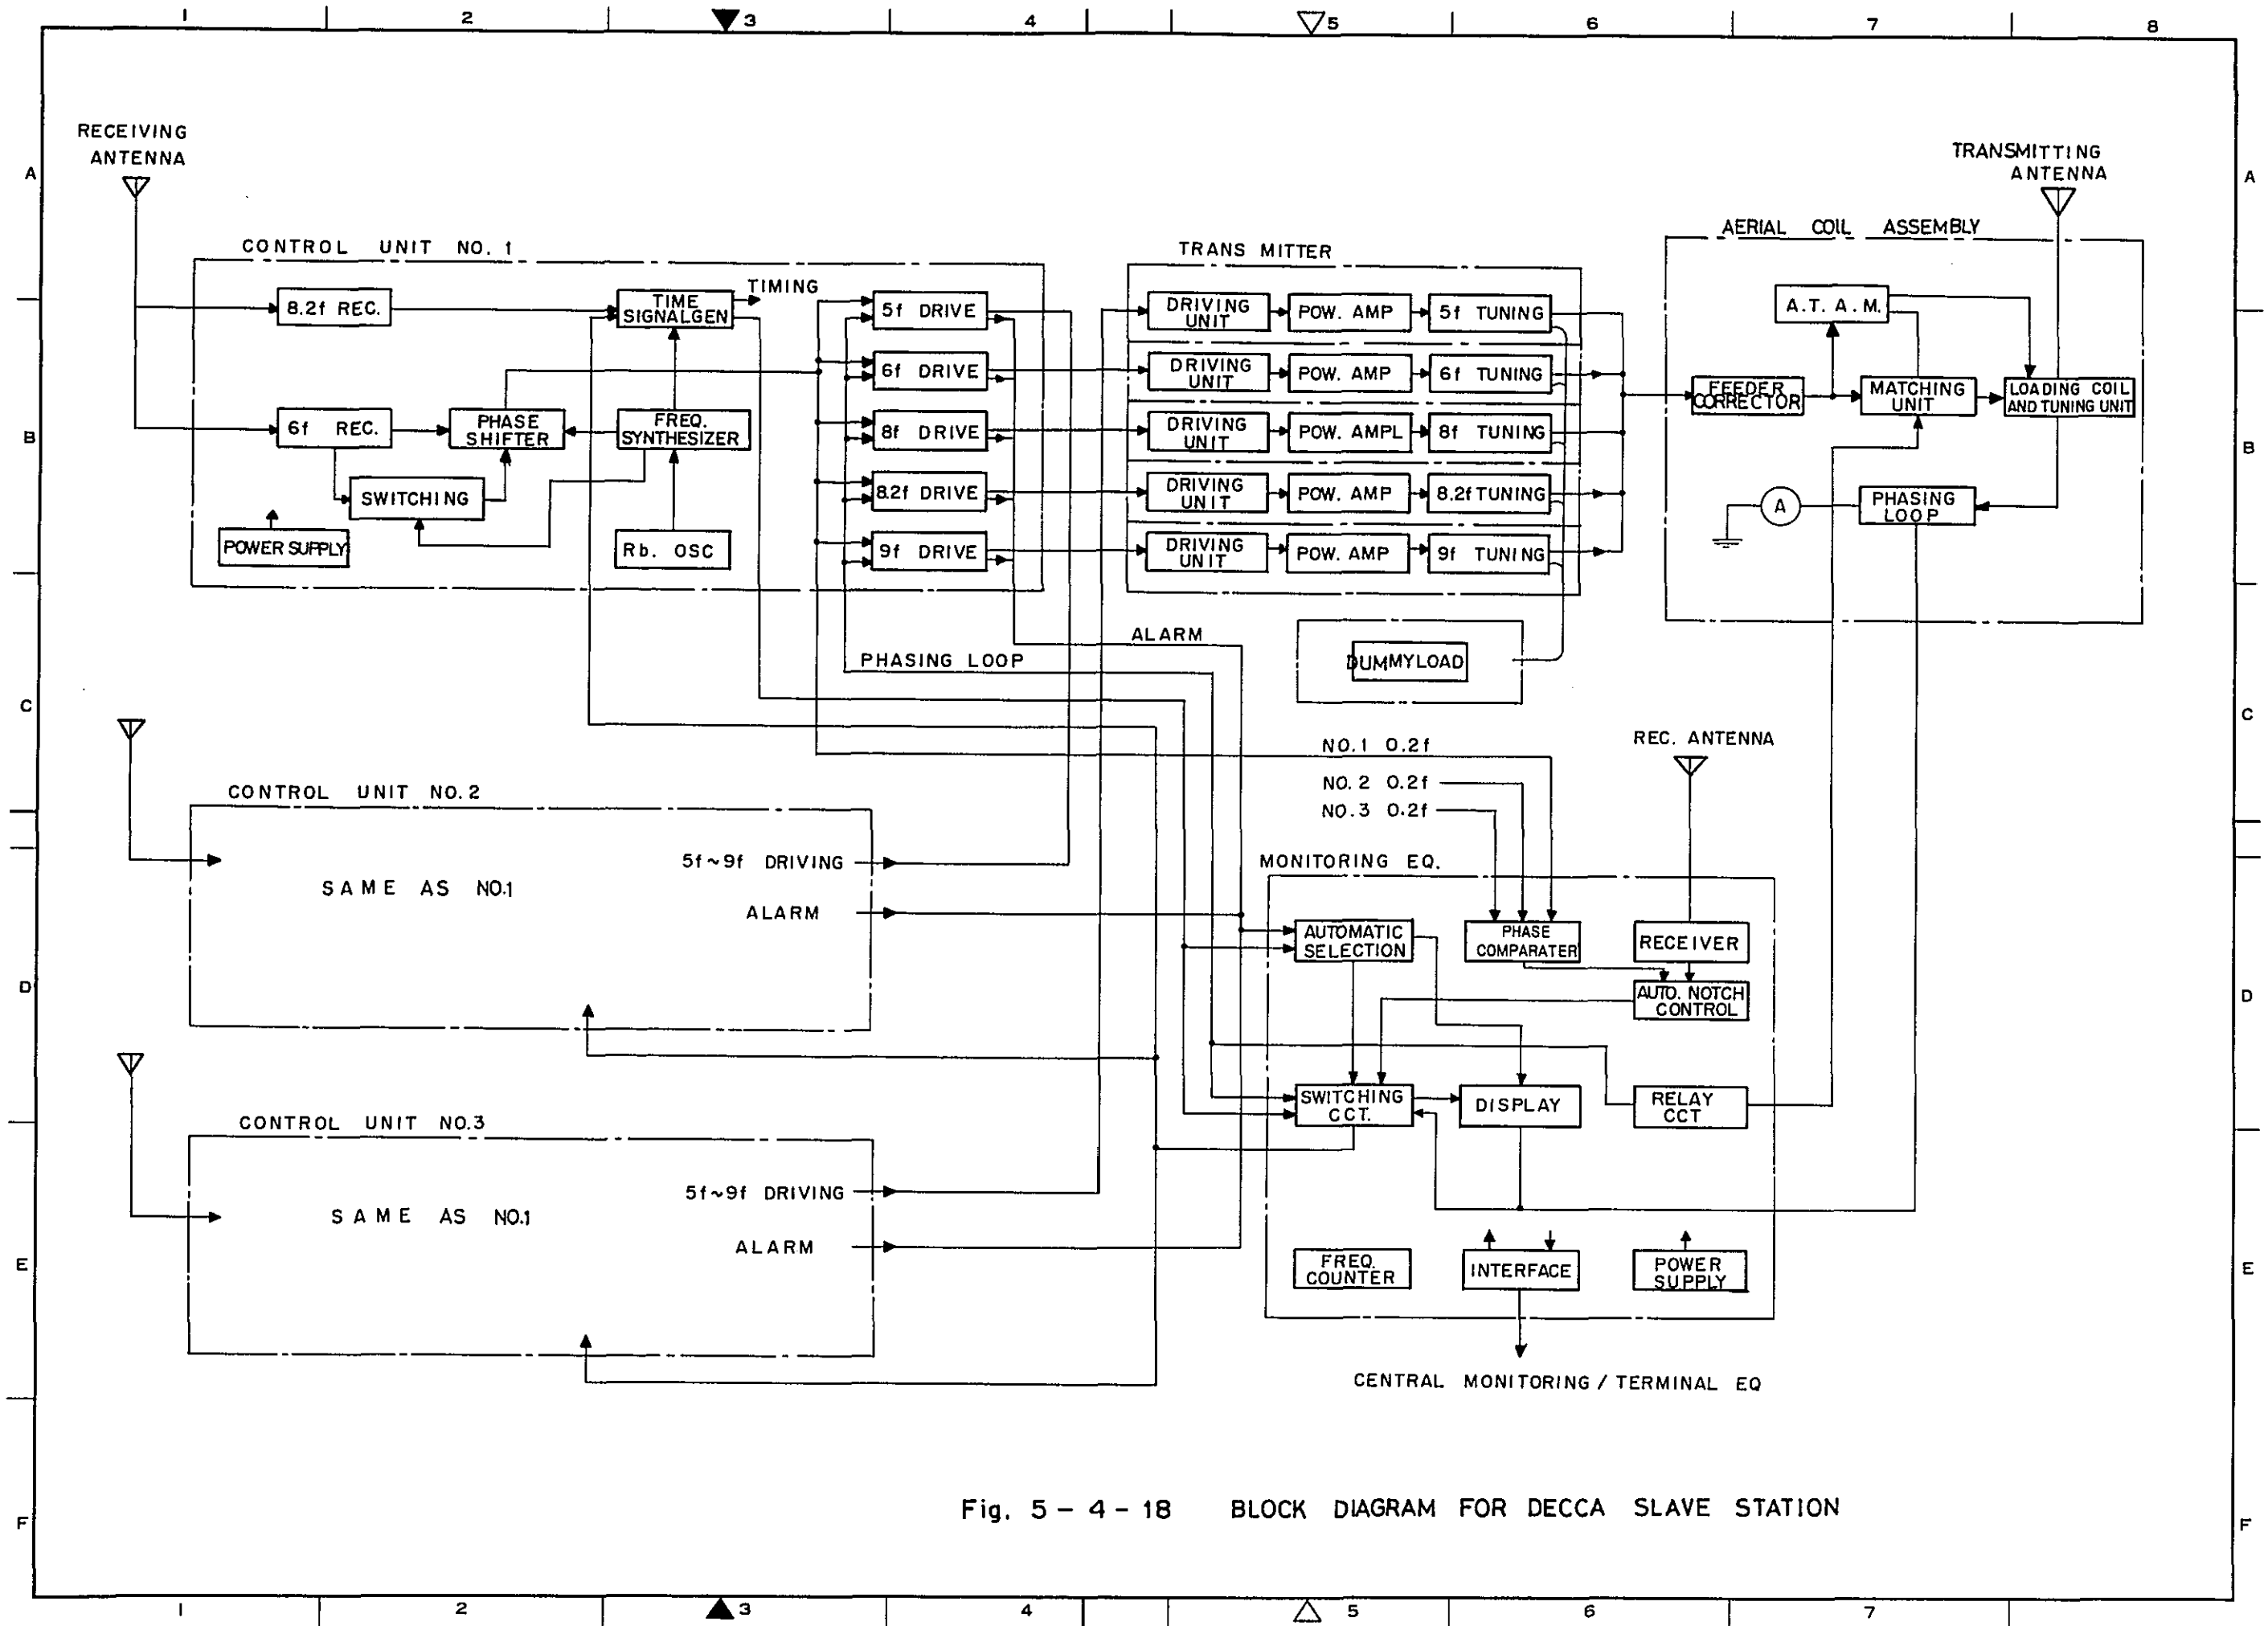 1 2 3 4 5 6 7 8
RECEIVING
ANTENNA
TRANSMITTING
ANTENNA
A
A
CONTROL UNIT NO. 1
TRANS MITTER
AERIAL COIL ASSEMBLY
8.2f REC.
TIME
SIGNALGEN
TIMING
5f DRIVE
DRIVING
UNIT
POW. AMP
5f TUNING
A.T. A.M.
6f DRIVE
DRIVING
UNIT
POW. AMP
6f TUNING
FEEDER
CORRECTOR
MATCHING
UNIT
LOADING COIL
AND TUNING UNIT
B
B
6f REC.
PHASE
SHIFTER
FREQ.
SYNTHESIZER
8f DRIVE
DRIVING
UNIT
POW. AMPL
8f TUNING
SWITCHING
8.2f DRIVE
DRIVING
UNIT
POW. AMP
8.2f TUNING
A
PHASING
LOOP
POWER SUPPLY
Rb. OSC
9f DRIVE
DRIVING
UNIT
POW. AMP
9f TUNING
ALARM
PHASING LOOP
DUMMYLOAD
C
C
NO.1 0.2f
NO. 2 0.2f
NO.3 0.2f
REC. ANTENNA
CONTROL UNIT NO.2
5f~9f DRIVING
SAME AS NO.1
ALARM
MONITORING EQ.
AUTOMATIC
SELECTION
PHASE
COMPARATER
RECEIVER
D
D
AUTO. NOTCH
CONTROL
SWITCHING
CCT.
DISPLAY
RELAY
CCT
CONTROL UNIT NO.3
5f~9f DRIVING
SAME AS NO.1
ALARM
E
E
FREQ.
COUNTER
INTERFACE
POWER
SUPPLY
CENTRAL MONITORING / TERMINAL EQ
F
F
Fig. 5 - 4 - 18 BLOCK DIAGRAM FOR DECCA SLAVE STATION
1 2 3 4 5 6 7